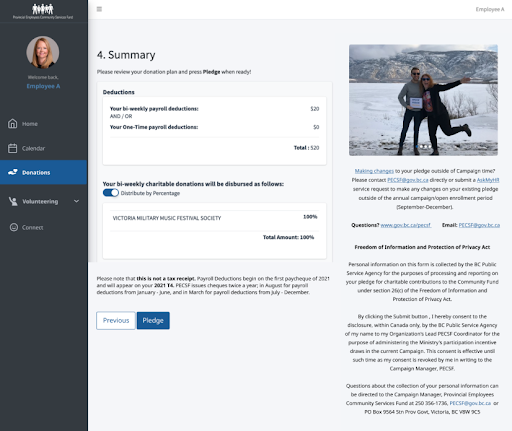 Provincial Employees Community Service Fund
Employee A
Welcome back,
Employee A
Home
Calendar
Donations
Volunteering
Connect
4. Summary
Please review your donation plan and press Pledge when ready!
Deductions
Your bi-weekly payroll deductions: $20
AND / OR
Your One-Time payroll deductions: $0
Total : $20
Your bi-weekly charitable donations will be disbursed as follows:
Distribute by Percentage
VICTORIA MILITARY MUSIC FESTIVAL SOCIETY 100%
Total Amount: 100%
Please note that this is not a tax receipt. Payroll Deductions begin on the first paycheque of 2021
and will appear on your 2021 T4. PECSF issues cheques twice a year; in August for payroll
deductions from January - June, and in March for payroll deductions from July - December.
Previous
Pledge
Making changes to your pledge outside of Campaign time?
Please contact PECSF@gov.bc.ca directly or submit a AskMyHR
service request to make any changes on your existing pledge
outside of the annual campaign/open enrollment period
(September-December).
Questions? www.gov.bc.ca/pecsf Email: PECSF@gov.bc.ca
Freedom of Information and Protection of Privacy Act
Personal information on this form is collected by the BC Public
Service Agency for the purposes of processing and reporting on
your pledge for charitable contributions to the Community Fund
under section 26(c) of the Freedom of Information and
Protection of Privacy Act.
By clicking the Submit button , I hereby consent to the
disclosure, within Canada only, by the BC Public Service Agency
of my name to my Organization's Lead PECSF Coordinator for the
purpose of administering the Ministry's participation incentive
draws in the current Campaign. This consent is effective until
such time as my consent is revoked by me in writing to the
Campaign Manager, PECSF.
Questions about the collection of your personal information can
be directed to the Campaign Manager, Provincial Employees
Community Services Fund at 250 356-1736, PECSF@gov.bc.ca or
PO Box 9564 Stn Prov Govt, Victoria, BC V8W 9C5